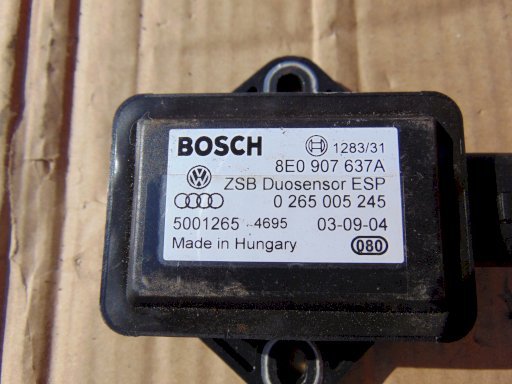 BOSCH 1283/31
8E0 907 637A
ZSB Duosensor ESP
0 265 005 245
5001265 4695 03-09-04
Made in Hungary 080